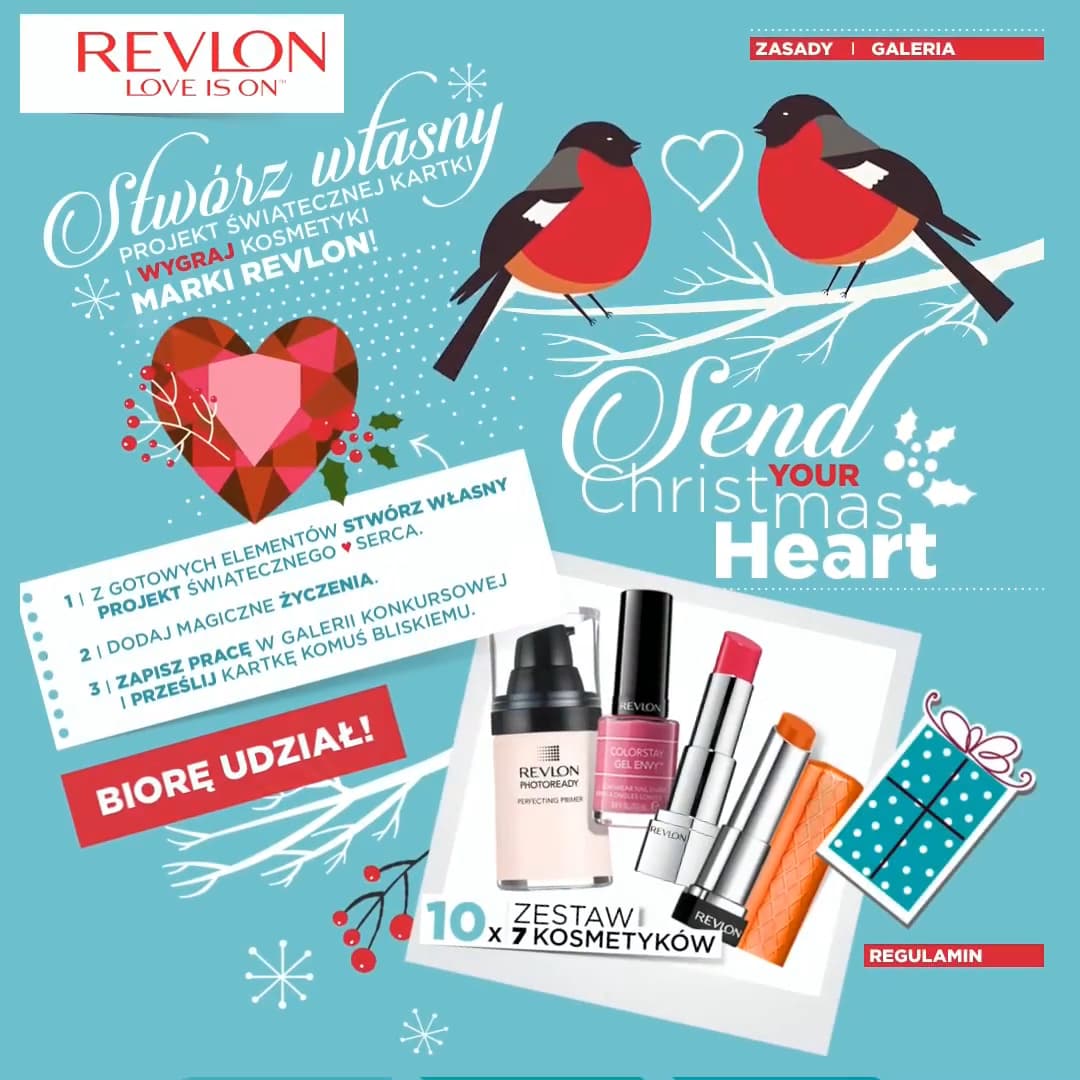 REVLON
LOVE IS ON™
ZASADY | GALERIA
Stwórz własny
PROJEKT ŚWIĄTECZNEJ KARTKI
I WYGRAJ KOSMETYKI
MARKI REVLON!
Send
YOUR
Christmas
Heart
1 | Z GOTOWYCH ELEMENTÓW STWÓRZ WŁASNY
PROJEKT ŚWIĄTECZNEGO ♥ SERCA.
2 | DODAJ MAGICZNE ŻYCZENIA.
3 | ZAPISZ PRACĘ W GALERII KONKURSOWEJ
I PRZEŚLIJ KARTKĘ KOMUŚ BLISKIEMU.
BIORĘ UDZIAŁ!
REVLON
PHOTOREADY
PERFECTING PRIMER
REVLON
COLORSTAY
GEL ENVY™
REVLON
REVLON
10 x ZESTAW
7 KOSMETYKÓW
REGULAMIN